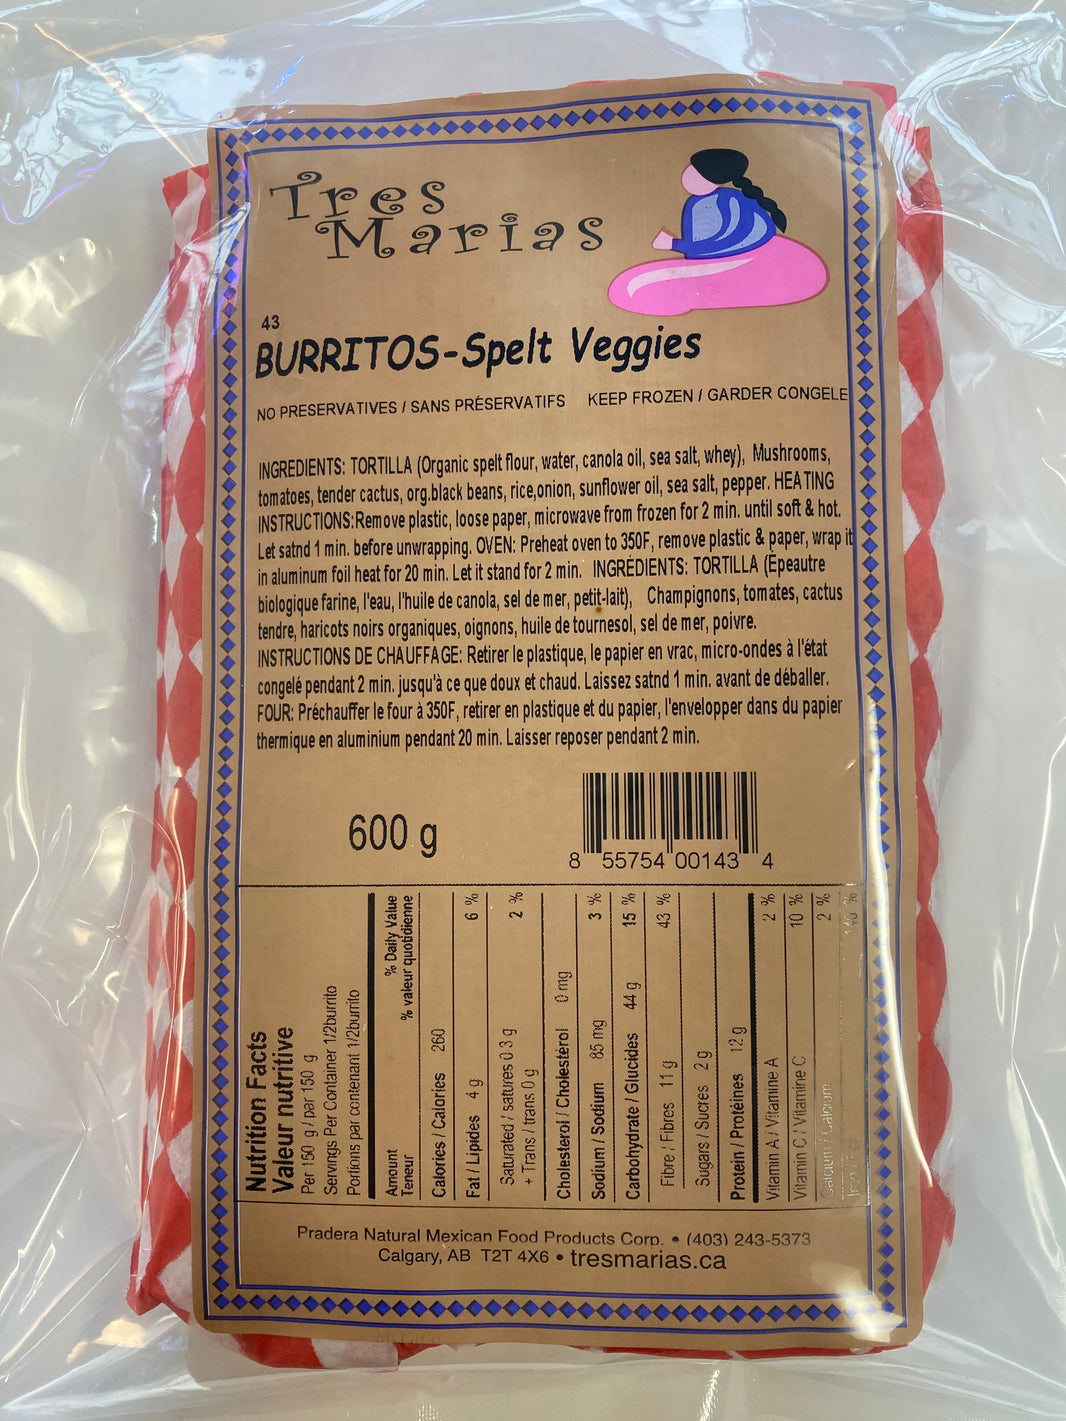 Tres
Marias
43
BURRITOS-Spelt Veggies
NO PRESERVATIVES / SANS PRÉSERVATIFS KEEP FROZEN / GARDER CONGELE
INGREDIENTS: TORTILLA (Organic spelt flour, water, canola oil, sea salt, whey), Mushrooms,
tomatoes, tender cactus, org.black beans, rice,onion, sunflower oil, sea salt, pepper. HEATING
INSTRUCTIONS:Remove plastic, loose paper, microwave from frozen for 2 min. until soft & hot.
Let satnd 1 min. before unwrapping. OVEN: Preheat oven to 350F, remove plastic & paper, wrap it
in aluminum foil heat for 20 min. Let it stand for 2 min. INGRÉDIENTS: TORTILLA (Épeautre
biologique farine, l'eau, l'huile de canola, sel de mer, petit-lait), Champignons, tomates, cactus
tendre, haricots noirs organiques, oignons, huile de tournesol, sel de mer, poivre.
INSTRUCTIONS DE CHAUFFAGE: Retirer le plastique, le papier en vrac, micro-ondes à l'état
congelé pendant 2 min. jusqu'à ce que doux et chaud. Laissez satnd 1 min. avant de déballer.
FOUR: Préchauffer le four à 350F, retirer en plastique et du papier, l'envelopper dans du papier
thermique en aluminium pendant 20 min. Laisser reposer pendant 2 min.
600 g
8 55754 00143 4
Nutrition Facts
Valeur nutritive
Per 150 g / par 150 g
Servings Per Container 1/2burrito
Portions par contenant 1/2burrito
Amount % Daily Value
Teneur % valeur quotidienne
Calories / Calories 260
Fat / Lipides 4 g 6 %
Saturated / satures 0 3 g 2 %
+ Trans / trans 0 g
Cholesterol / Cholestérol 0 mg
Sodium / Sodium 85 mg 3 %
Carbohydrate / Glucides 44 g 15 %
Fibre / Fibres 11 g 43 %
Sugars / Sucres 2 g
Protein / Protéines 12 g
Vitamin A / Vitamine A 2 %
Vitamin C / Vitamine C 10 %
Calcium / Calcium 2 %
Iron /
Pradera Natural Mexican Food Products Corp. • (403) 243-5373
Calgary, AB T2T 4X6 • tresmarias.ca